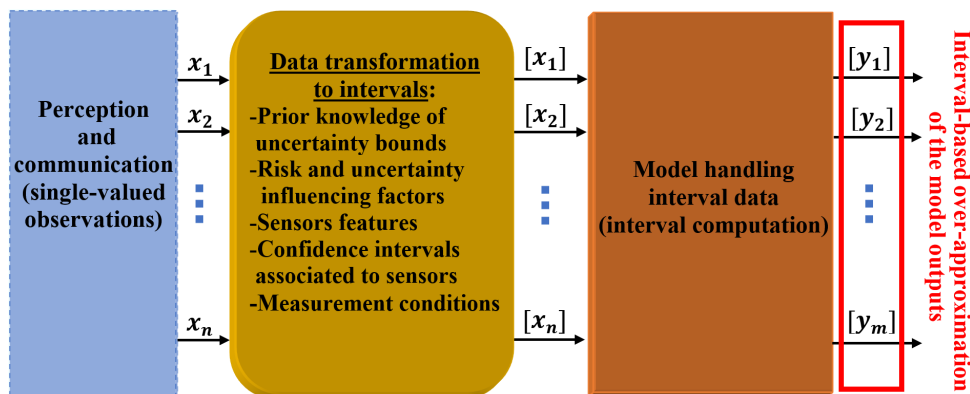 Perception
and
communication
(single-valued
observations)
x₁
x₂
xₙ
Data transformation
to intervals:
-Prior knowledge of
uncertainty bounds
-Risk and uncertainty
influencing factors
-Sensors features
-Confidence intervals
associated to sensors
-Measurement conditions
[x₁]
[x₂]
[xₙ]
Model handling
interval data
(interval computation)
[y₁]
[y₂]
[yₘ]
Interval-based over-approximation
of the model outputs